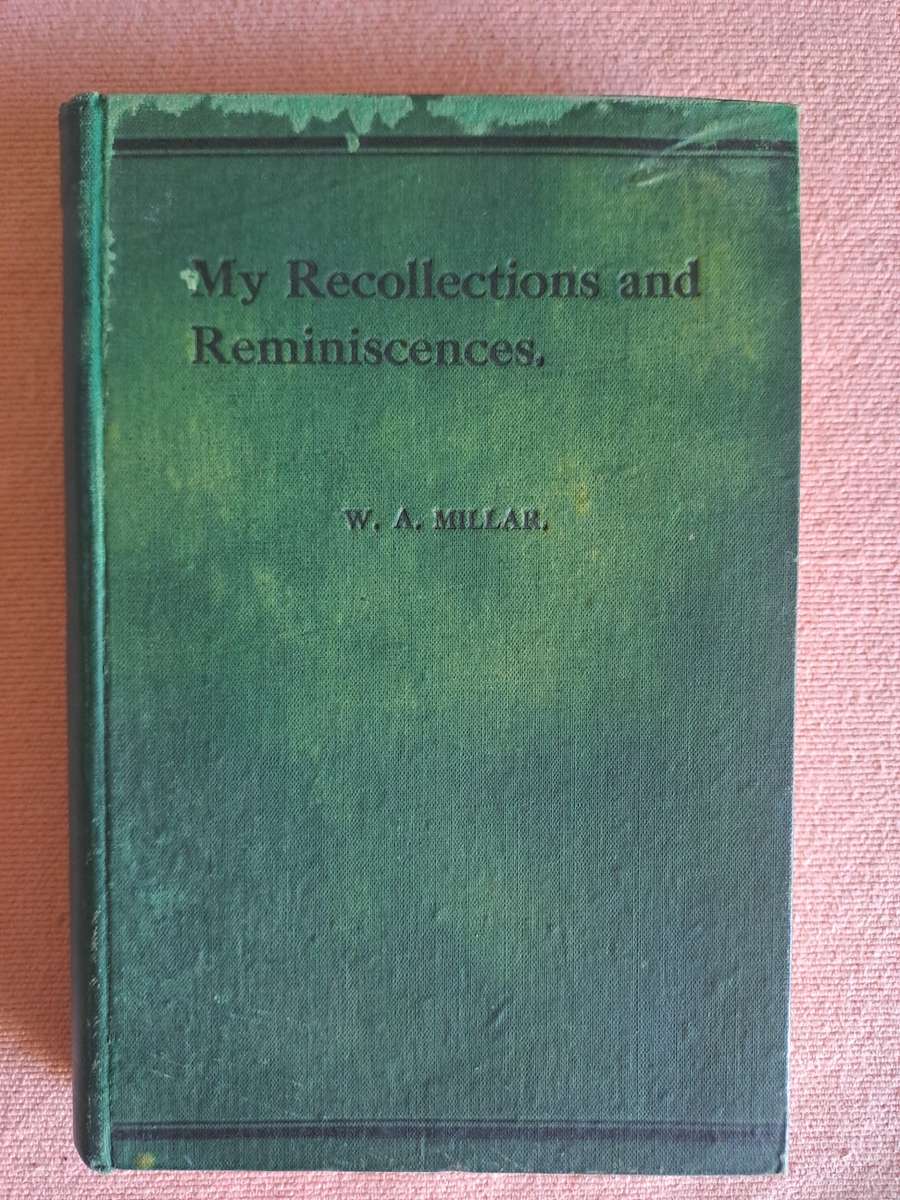 My Recollections and
Reminiscences.
W. A. MILLAR.